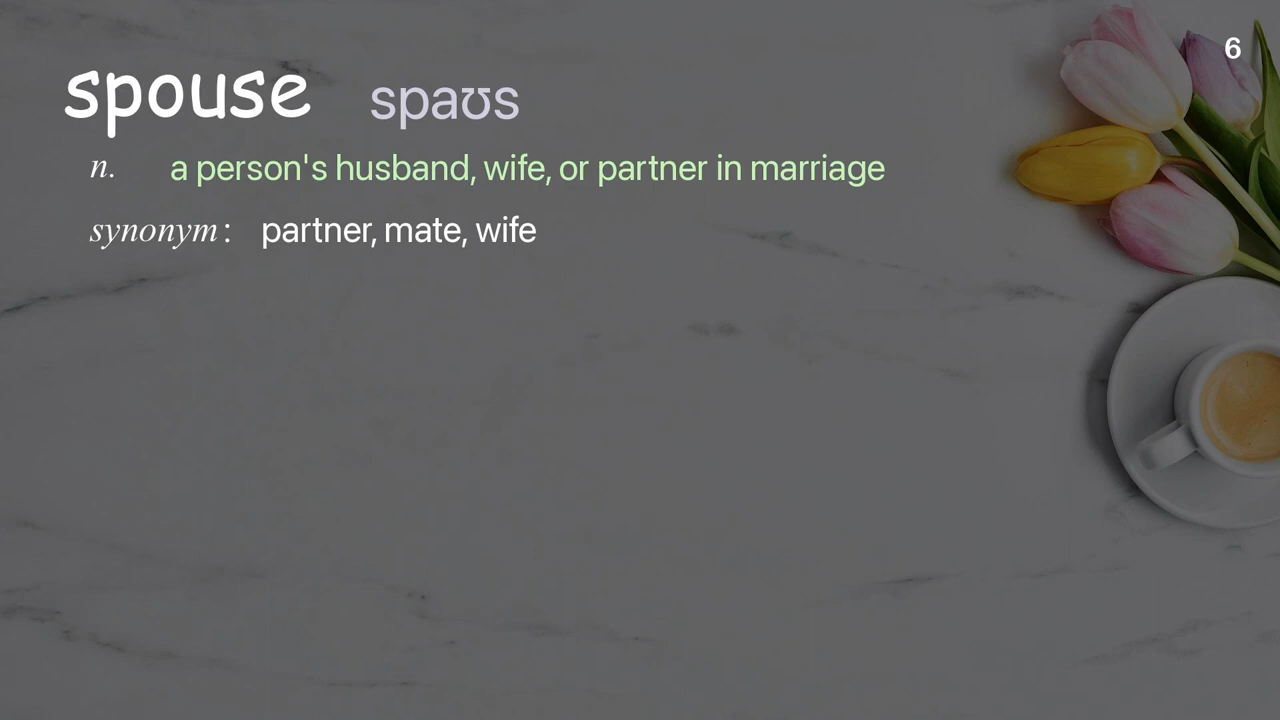 6
spouse spaʊs
n. a person's husband, wife, or partner in marriage
synonym: partner, mate, wife